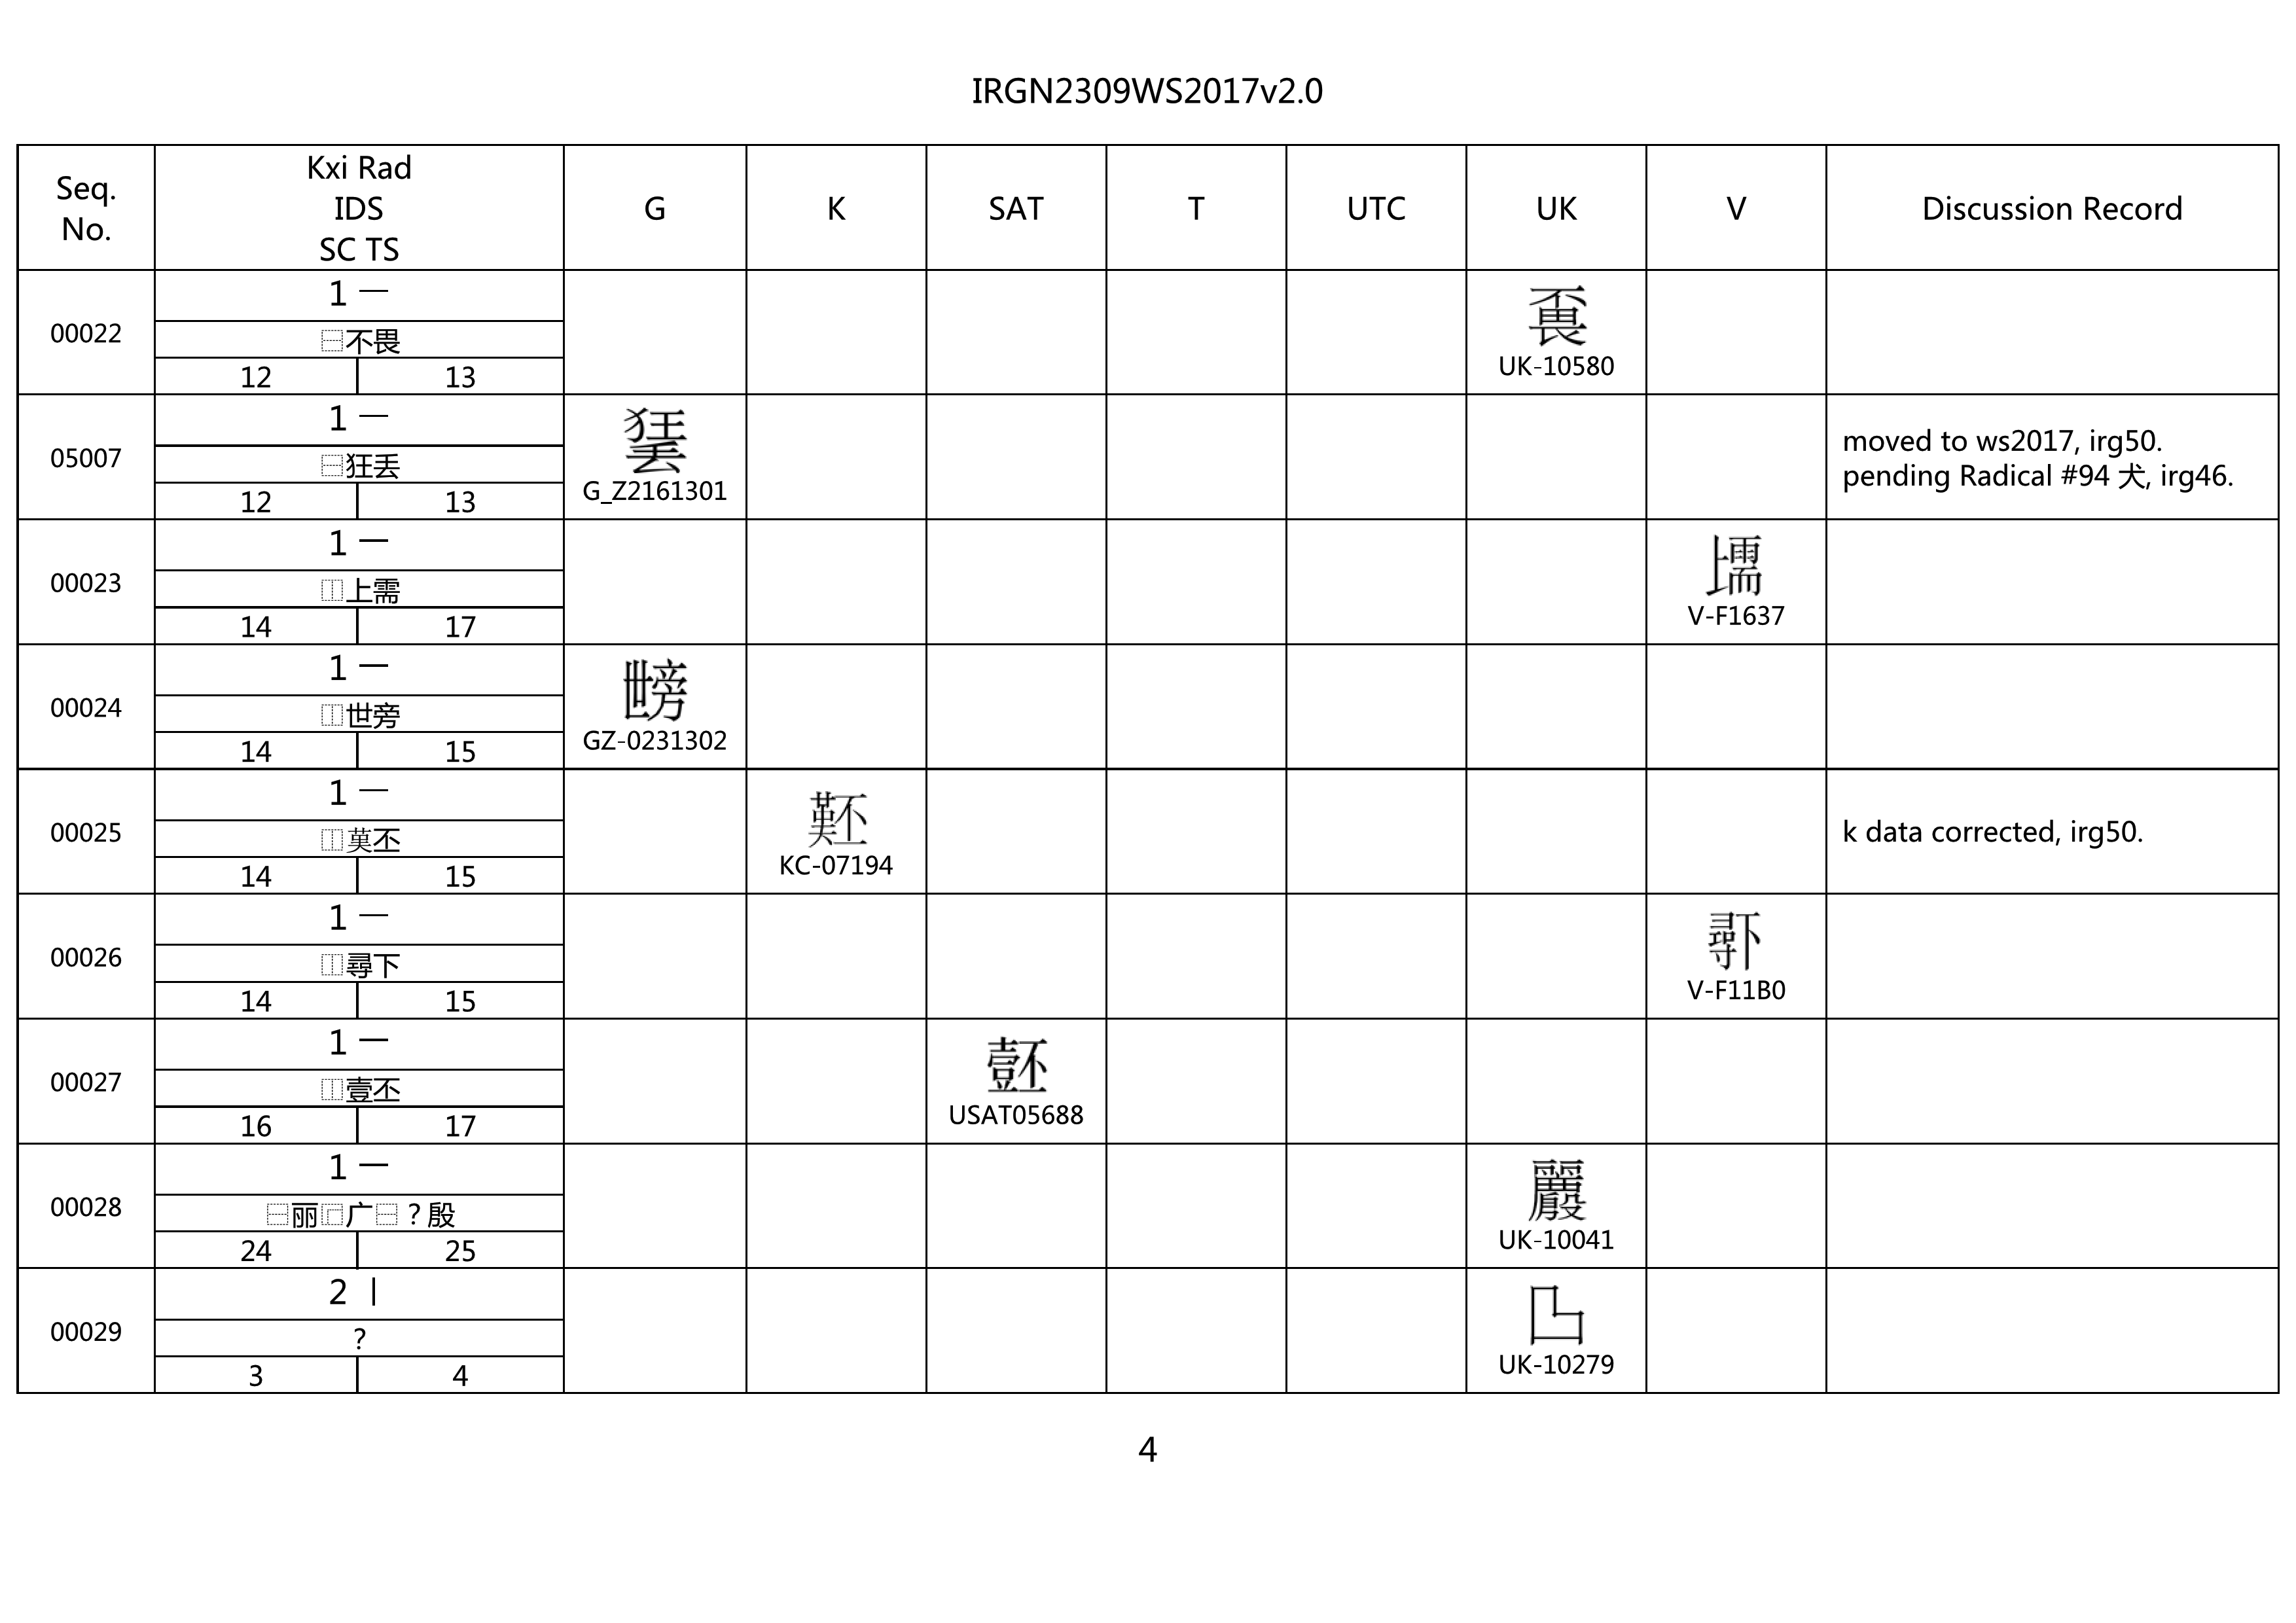 IRGN2309WS2017v2.0
Seq. No.
Kxi Rad
IDS
SC TS
G
K
SAT
T
UTC
UK
V
Discussion Record
00022
1 一
⿱不畏
12 13
UK-10580
05007
1 一
⿱狂丢
12 13
G_Z2161301
moved to ws2017, irg50.
pending Radical #94 犬, irg46.
00023
1 一
⿰上需
14 17
V-F1637
00024
1 一
⿰世旁
14 15
GZ-0231302
00025
1 一
⿰䓞丕
14 15
KC-07194
k data corrected, irg50.
00026
1 一
⿰尋下
14 15
V-F11B0
00027
1 一
⿰壹丕
16 17
USAT05688
00028
1 一
⿱丽⿸广⿱?殷
24 25
UK-10041
00029
2 丨
?
3 4
UK-10279
4